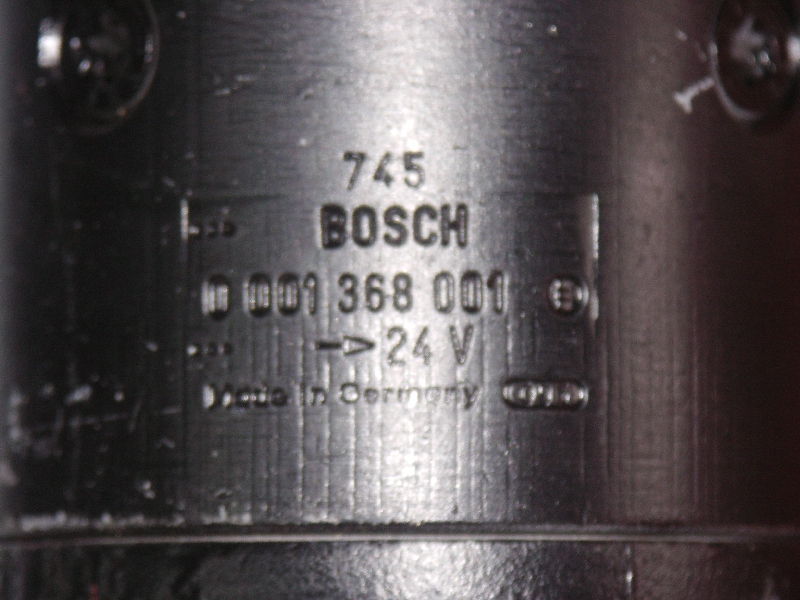 745
BOSCH
0 001 368 001
→ 24 V
Made in Germany